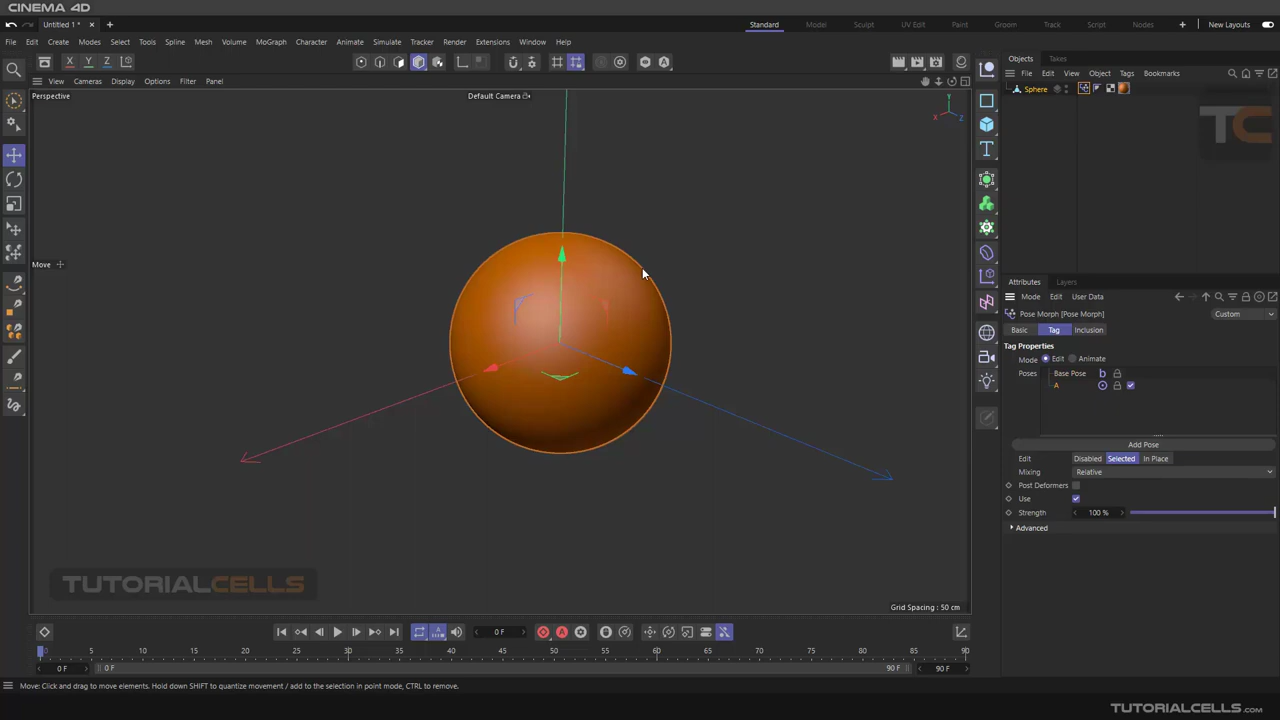 CINEMA 4D
Untitled 1 *
Standard Model Sculpt UV Edit Paint Groom Track Script Nodes New Layouts
File Edit Create Modes Select Tools Spline Mesh Volume MoGraph Character Animate Simulate Tracker Render Extensions Window Help
X Y Z
Objects Takes
File Edit View Object Tags Bookmarks
View Cameras Display Options Filter Panel
Sphere
Perspective
Default Camera
Y
X Z
TC
Move
Attributes Layers
Mode Edit User Data
Pose Morph [Pose Morph]
Custom
Basic Tag Inclusion
Tag Properties
Mode Edit Animate
Poses Base Pose b
A
Add Pose
Edit Disabled Selected In Place
Mixing Relative
Post Deformers
Use
Strength 100 %
Advanced
TUTORIALCELLS
Grid Spacing : 50 cm
0 F
0 5 10 15 20 25 30 35 40 45 50 55 60 65 70 75 80 85 90
0 F 0 F 90 F 90 F
Move: Click and drag to move elements. Hold down SHIFT to quantize movement / add to the selection in point mode, CTRL to remove.
TUTORIALCELLS.com